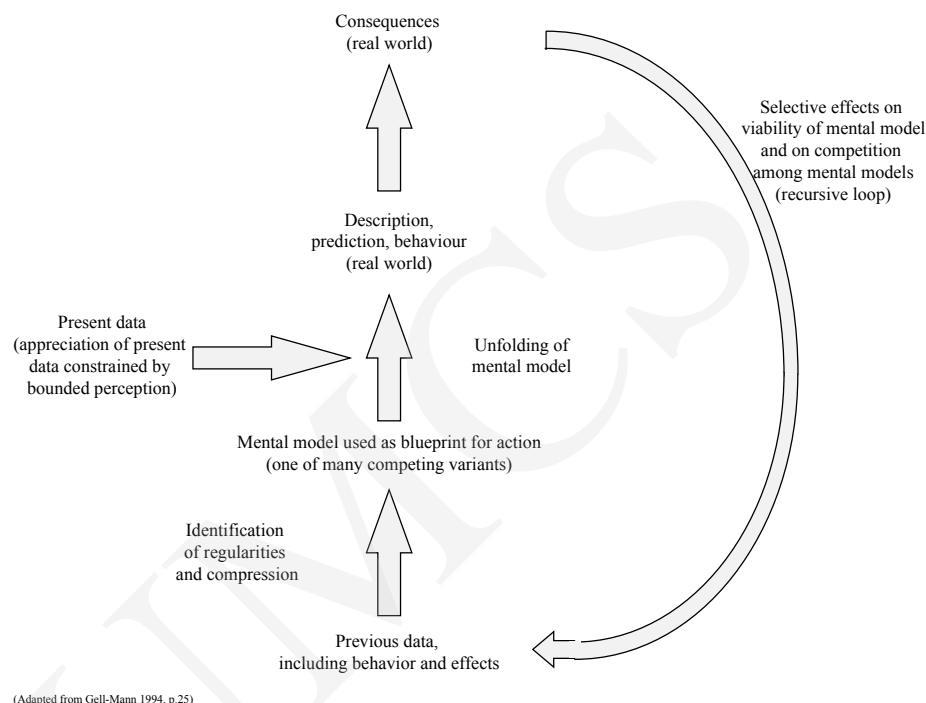 Consequences
(real world)
Selective effects on
viability of mental model
and on competition
among mental models
(recursive loop)
Description,
prediction, behaviour
(real world)
Present data
(appreciation of present
data constrained by
bounded perception)
Unfolding of
mental model
Mental model used as blueprint for action
(one of many competing variants)
Identification
of regularities
and compression
Previous data,
including behavior and effects
(Adapted from Gell-Mann 1994, p.25)
UMCS